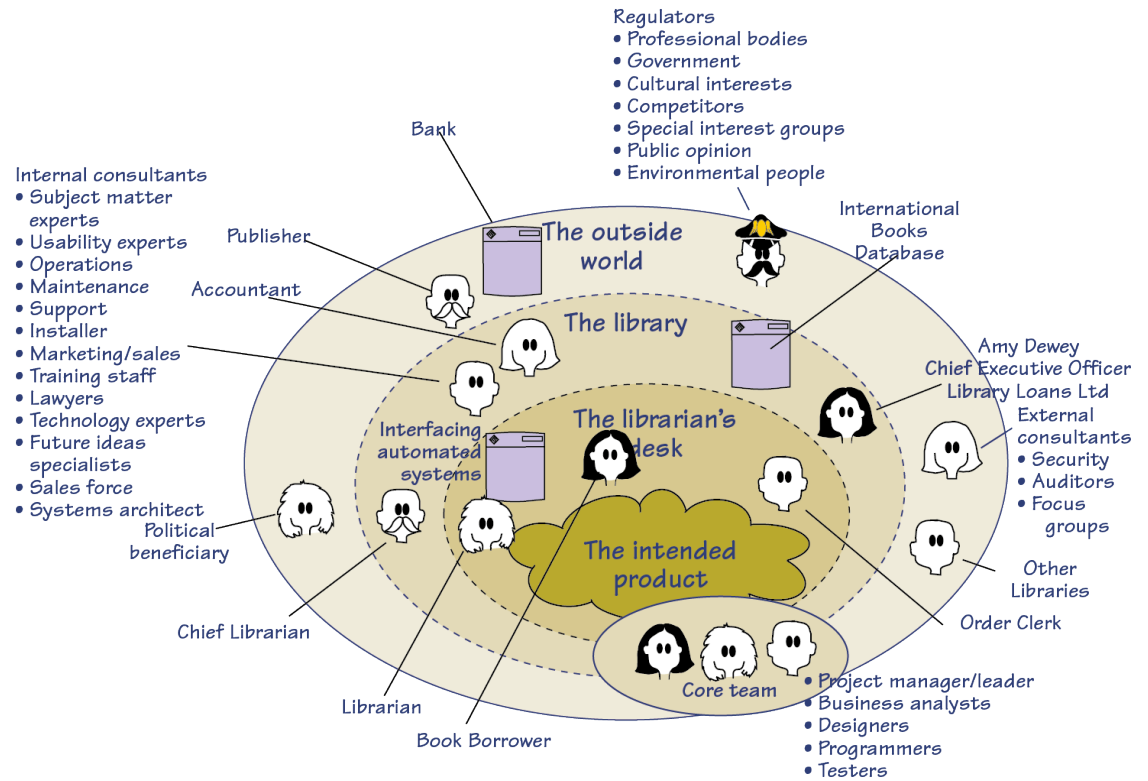 Regulators
• Professional bodies
• Government
• Cultural interests
• Competitors
• Special interest groups
• Public opinion
• Environmental people
Bank
Internal consultants
• Subject matter
experts
• Usability experts
• Operations
• Maintenance
• Support
• Installer
• Marketing/sales
• Training staff
• Lawyers
• Technology experts
• Future ideas
specialists
• Sales force
• Systems architect
Publisher
Accountant
The outside
world
International
Books
Database
The library
Amy Dewey
Chief Executive Officer
Library Loans Ltd
External
consultants
• Security
• Auditors
• Focus
groups
The librarian's
desk
Interfacing
automated
systems
Political
beneficiary
The intended
product
Other
Libraries
Chief Librarian
Order Clerk
Librarian
Book Borrower
Core team
• Project manager/leader
• Business analysts
• Designers
• Programmers
• Testers